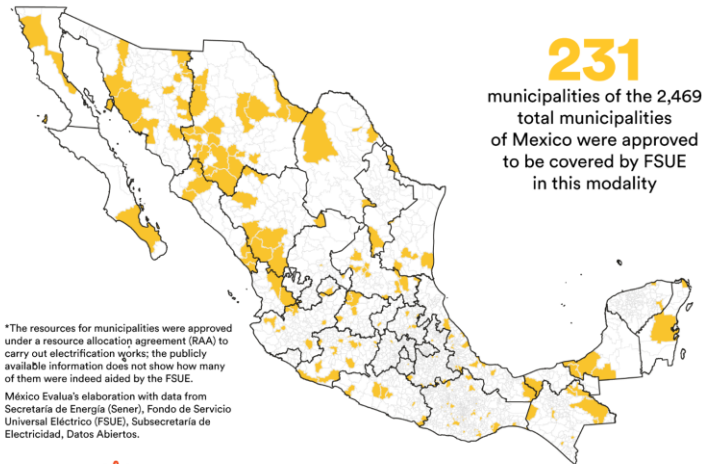 231
municipalities of the 2,469
total municipalities
of Mexico were approved
to be covered by FSUE
in this modality
*The resources for municipalities were approved
under a resource allocation agreement (RAA) to
carry out electrification works; the publicly
available information does not show how many
of them were indeed aided by the FSUE.
México Evalua's elaboration with data from
Secretaría de Energía (Sener), Fondo de Servicio
Universal Eléctrico (FSUE), Subsecretaría de
Electricidad, Datos Abiertos.